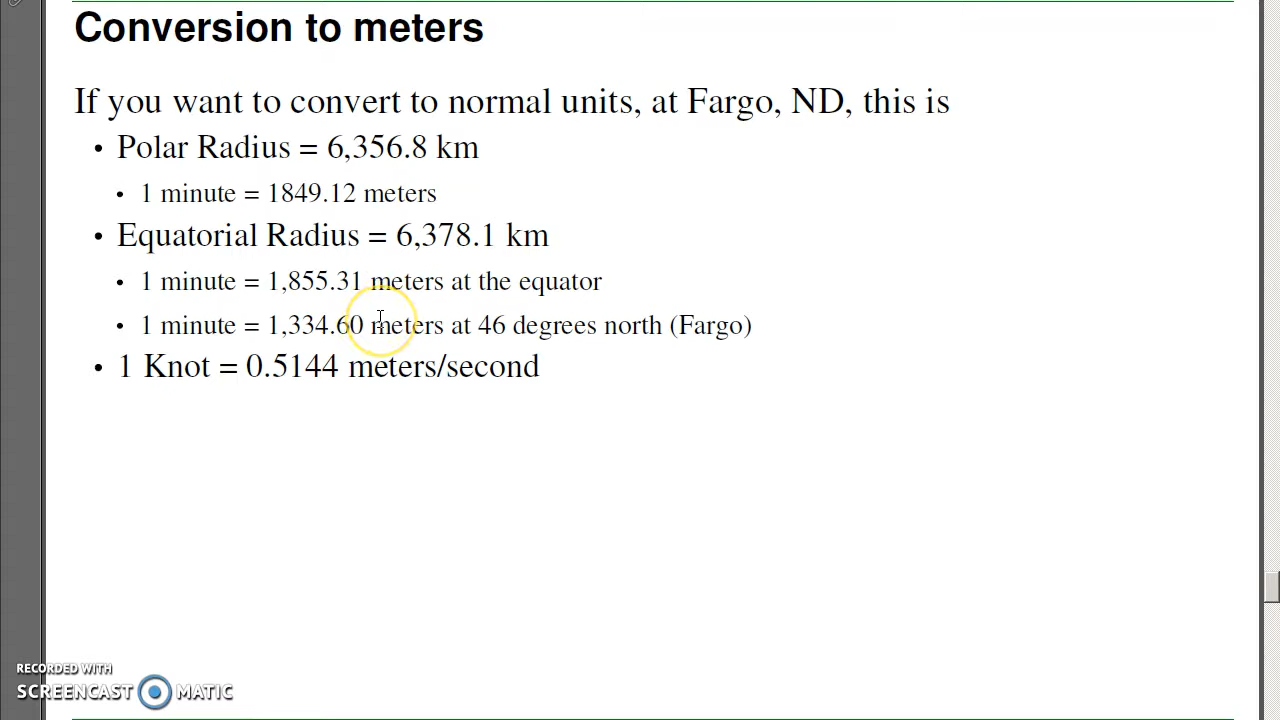 Conversion to meters
If you want to convert to normal units, at Fargo, ND, this is
• Polar Radius = 6,356.8 km
• 1 minute = 1849.12 meters
• Equatorial Radius = 6,378.1 km
• 1 minute = 1,855.31 meters at the equator
• 1 minute = 1,334.60 meters at 46 degrees north (Fargo)
• 1 Knot = 0.5144 meters/second
RECORDED WITH
SCREENCAST MATIC